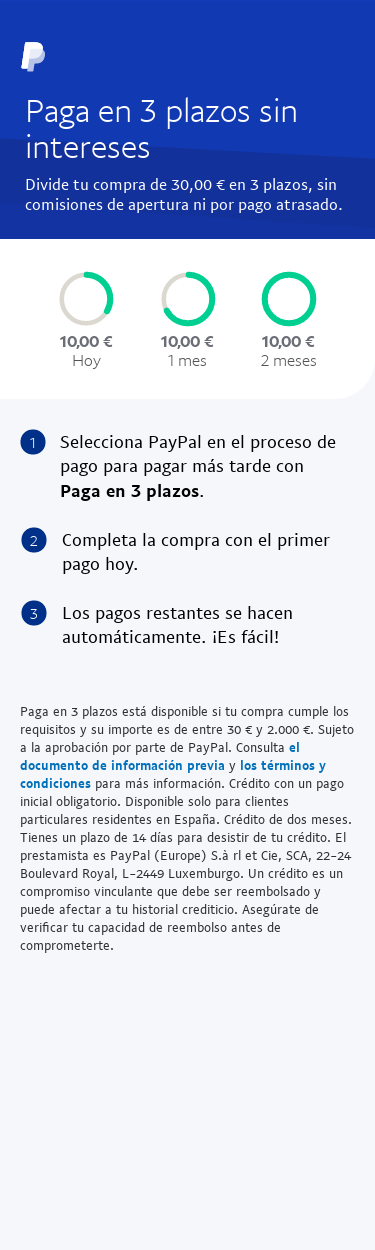 Paga en 3 plazos sin
intereses
Divide tu compra de 30,00 € en 3 plazos, sin
comisiones de apertura ni por pago atrasado.
10,00 € 10,00 € 10,00 €
Hoy 1 mes 2 meses
1 Selecciona PayPal en el proceso de
pago para pagar más tarde con
Paga en 3 plazos.
2 Completa la compra con el primer
pago hoy.
3 Los pagos restantes se hacen
automáticamente. ¡Es fácil!
Paga en 3 plazos está disponible si tu compra cumple los
requisitos y su importe es de entre 30 € y 2.000 €. Sujeto
a la aprobación por parte de PayPal. Consulta el
documento de información previa y los términos y
condiciones para más información. Crédito con un pago
inicial obligatorio. Disponible solo para clientes
particulares residentes en España. Crédito de dos meses.
Tienes un plazo de 14 días para desistir de tu crédito. El
prestamista es PayPal (Europe) S.à rl et Cie, SCA, 22-24
Boulevard Royal, L-2449 Luxemburgo. Un crédito es un
compromiso vinculante que debe ser reembolsado y
puede afectar a tu historial crediticio. Asegúrate de
verificar tu capacidad de reembolso antes de
comprometerte.